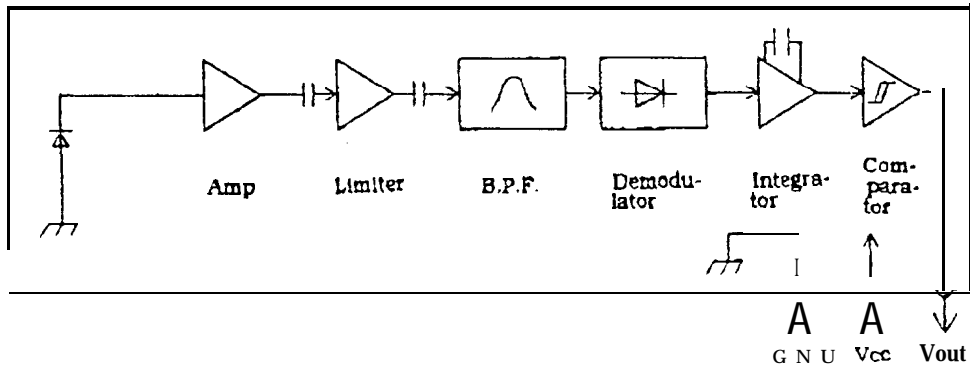 Amp
Limiter
B.P.F.
Demodu-
lator
Integra-
tor
Com-
para-
tor
I
A A
G N U Vcc Vout